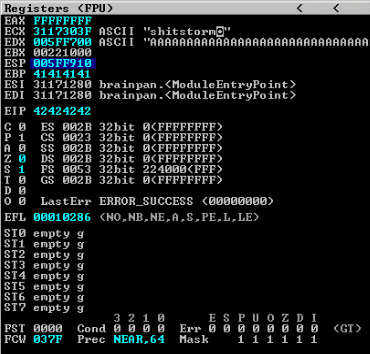 Registers (FPU) < <
EAX FFFFFFFF
ECX 3117303F ASCII "shitstorm"
EDX 005FF700 ASCII "AAAAAAAAAAAAAAAAAAAAAAAAAAAAAAAAAAAA
EBX 00221000
ESP 005FF910
EBP 41414141
ESI 31171280 brainpan.<ModuleEntryPoint>
EDI 31171280 brainpan.<ModuleEntryPoint>
EIP 42424242
C 0 ES 002B 32bit 0(FFFFFFFF)
P 1 CS 0023 32bit 0(FFFFFFFF)
A 0 SS 002B 32bit 0(FFFFFFFF)
Z 0 DS 002B 32bit 0(FFFFFFFF)
S 1 FS 0053 32bit 224000(FFF)
T 0 GS 002B 32bit 0(FFFFFFFF)
D 0
O 0 LastErr ERROR_SUCCESS (00000000)
EFL 00010286 (NO,NB,NE,A,S,PE,L,LE)
ST0 empty g
ST1 empty g
ST2 empty g
ST3 empty g
ST4 empty g
ST5 empty g
ST6 empty g
ST7 empty g
3 2 1 0 E S P U O Z D I
FST 0000 Cond 0 0 0 0 Err 0 0 0 0 0 0 0 0 (GT)
FCW 037F Prec NEAR,64 Mask 1 1 1 1 1 1